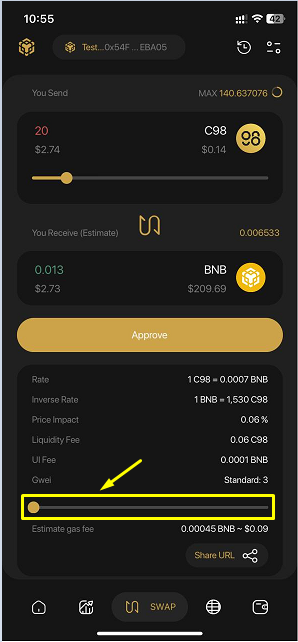 10:55
42
Test...0x54F ... EBA05
You Send MAX 140.637076
20 C98
$2.74 $0.14
You Receive (Estimate) 0.006533
0.013 BNB
$2.73 $209.69
Approve
Rate 1 C98 = 0.0007 BNB
Inverse Rate 1 BNB = 1,530 C98
Price Impact 0.06 %
Liquidity Fee 0.06 C98
UI Fee 0.0001 BNB
Gwei Standard: 3
Estimate gas fee 0.00045 BNB ~ $0.09
Share URL
SWAP